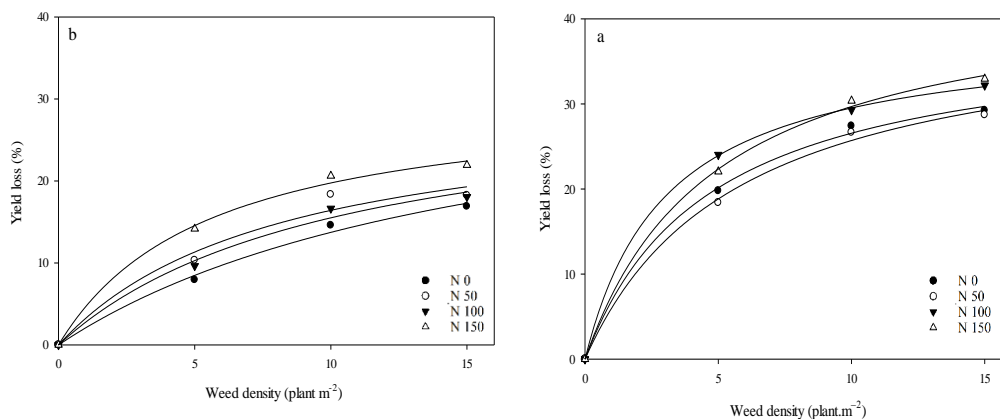 b
40
30
20
10
0
Yield loss (%)
N 0
N 50
N 100
N 150
0 5 10 15
Weed density (plant m⁻²)
a
40
30
20
10
0
Yield loss (%)
N 0
N 50
N 100
N 150
0 5 10 15
Weed density (plant.m⁻²)